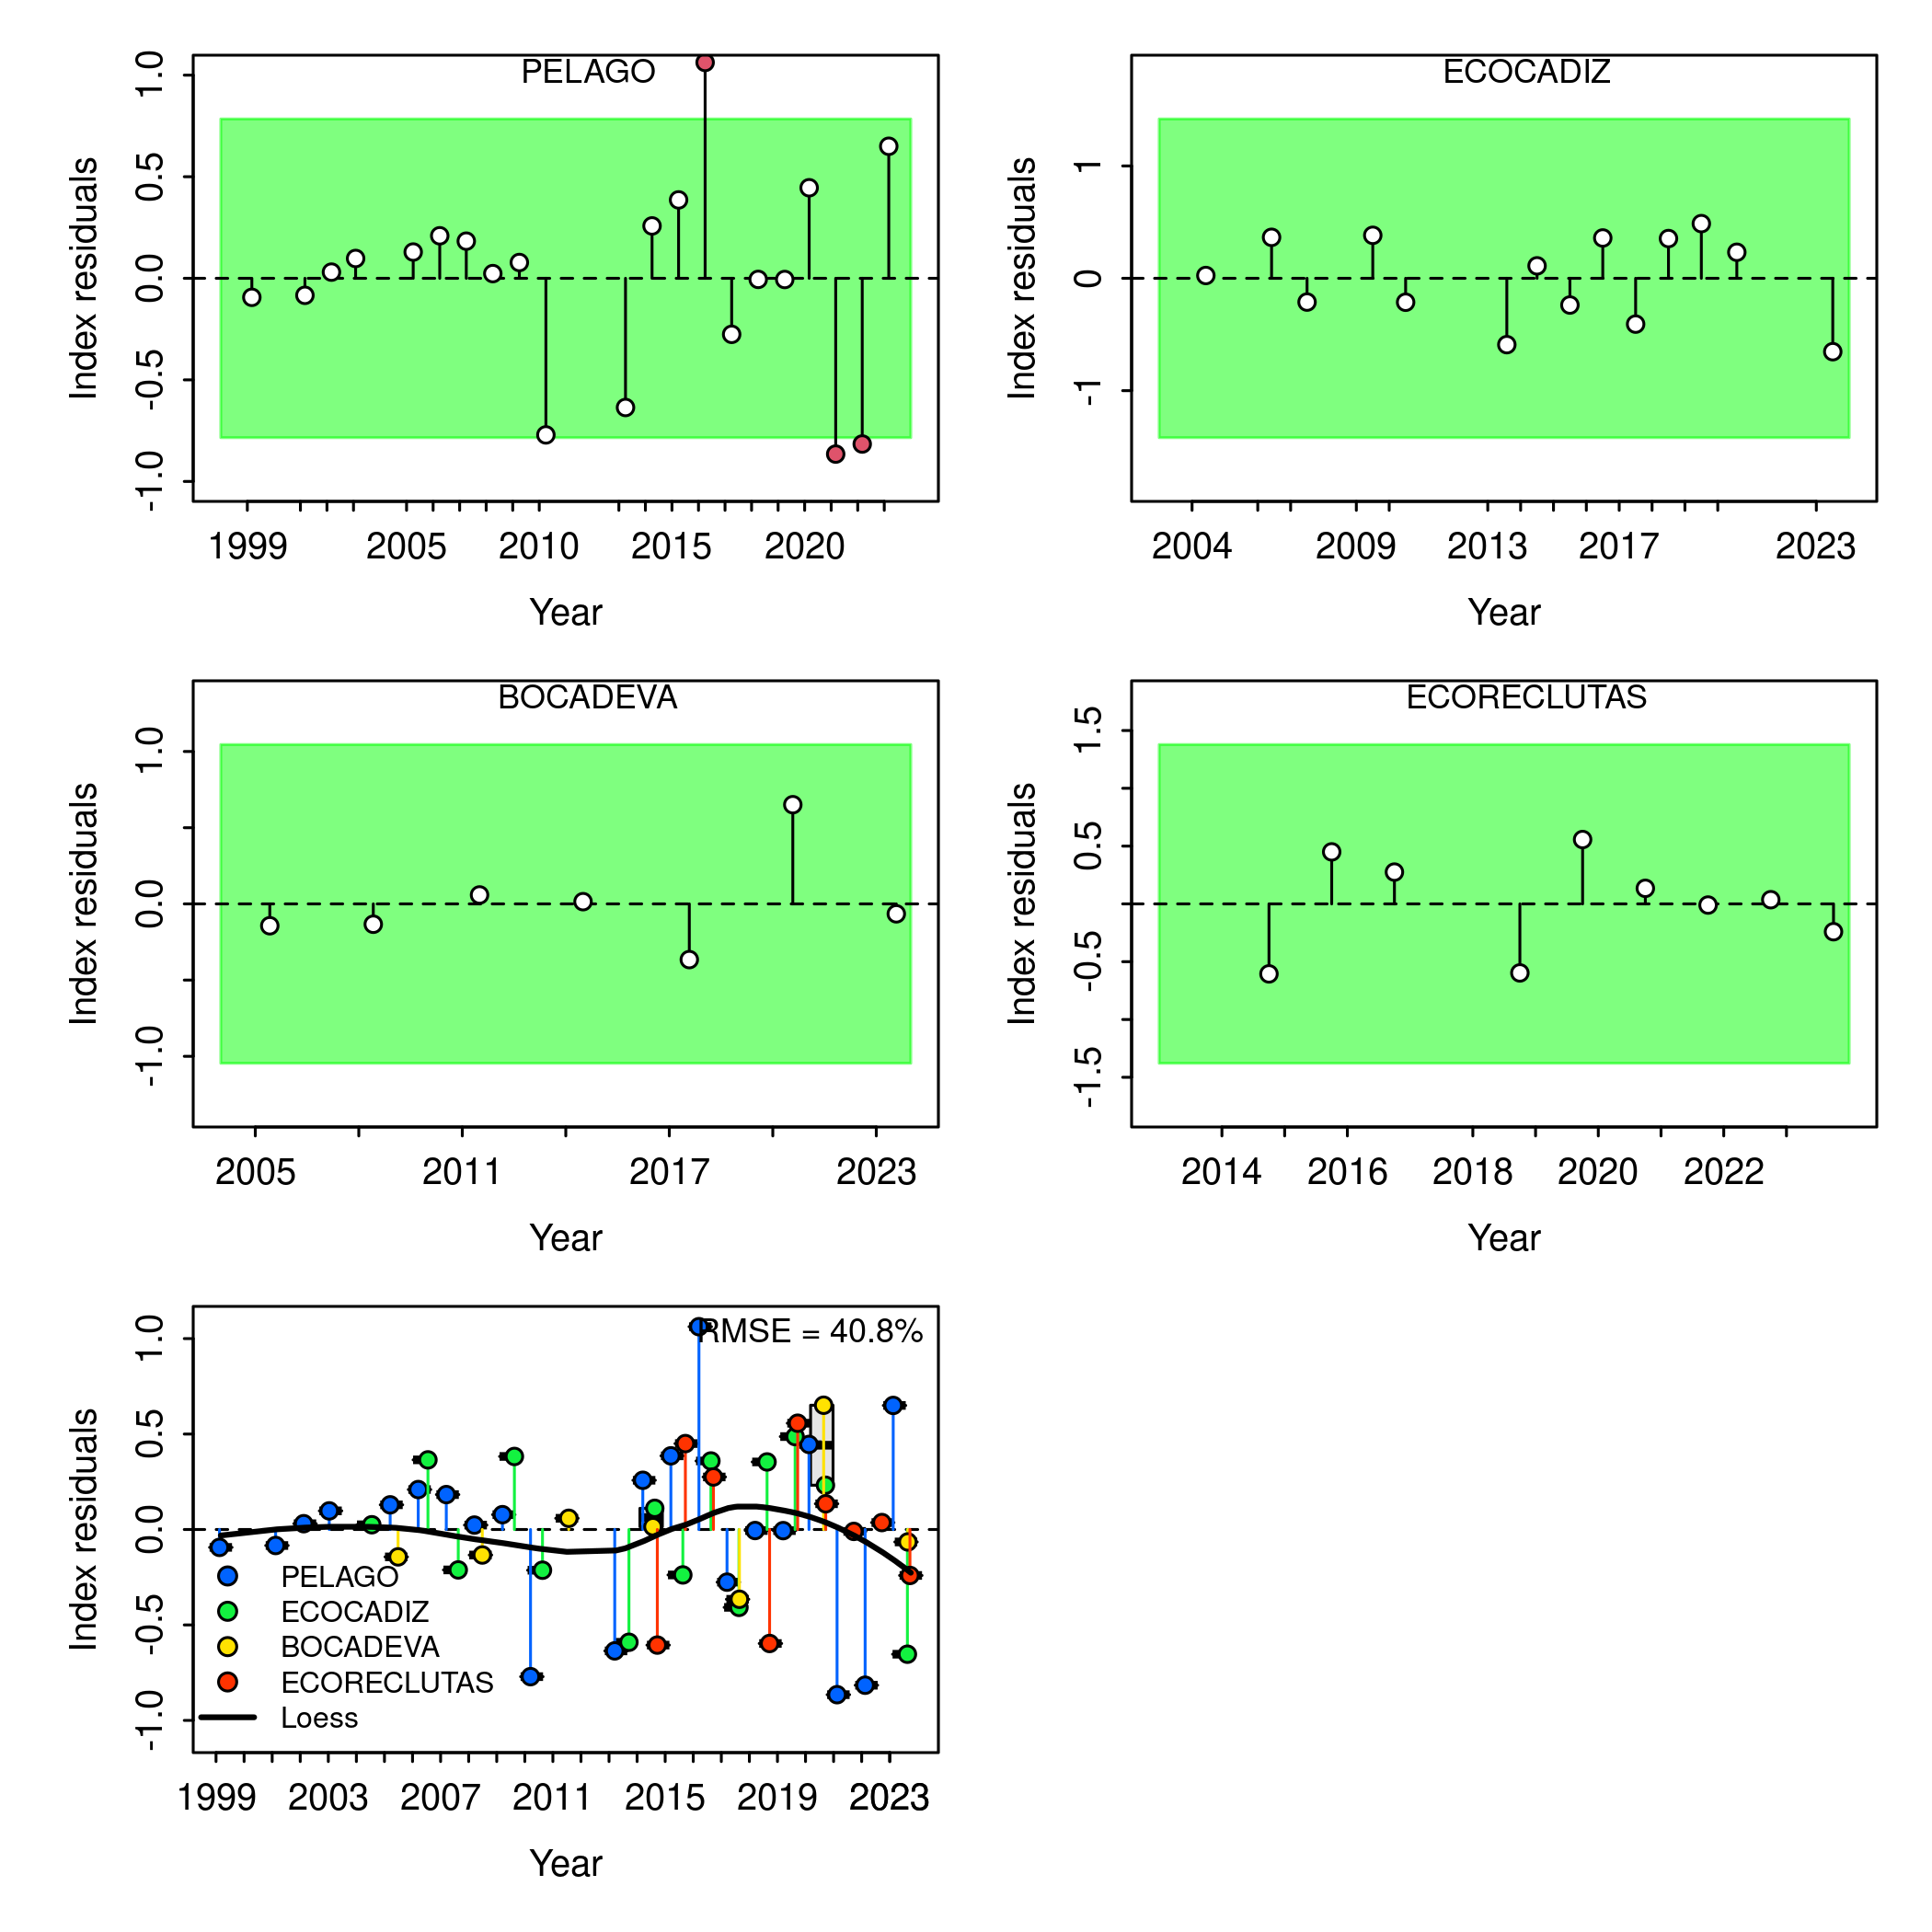 PELAGO
Index residuals
1.0
0.5
0.0
-0.5
-1.0
1999 2005 2010 2015 2020
Year
ECOCADIZ
Index residuals
1
0
-1
2004 2009 2013 2017 2023
Year
BOCADEVA
Index residuals
1.0
0.0
-1.0
2005 2011 2017 2023
Year
ECORECLUTAS
Index residuals
1.5
0.5
-0.5
-1.5
2014 2016 2018 2020 2022
Year
RMSE = 40.8%
Index residuals
1.0
0.5
0.0
-0.5
-1.0
PELAGO
ECOCADIZ
BOCADEVA
ECORECLUTAS
Loess
1999 2003 2007 2011 2015 2019 2023
Year